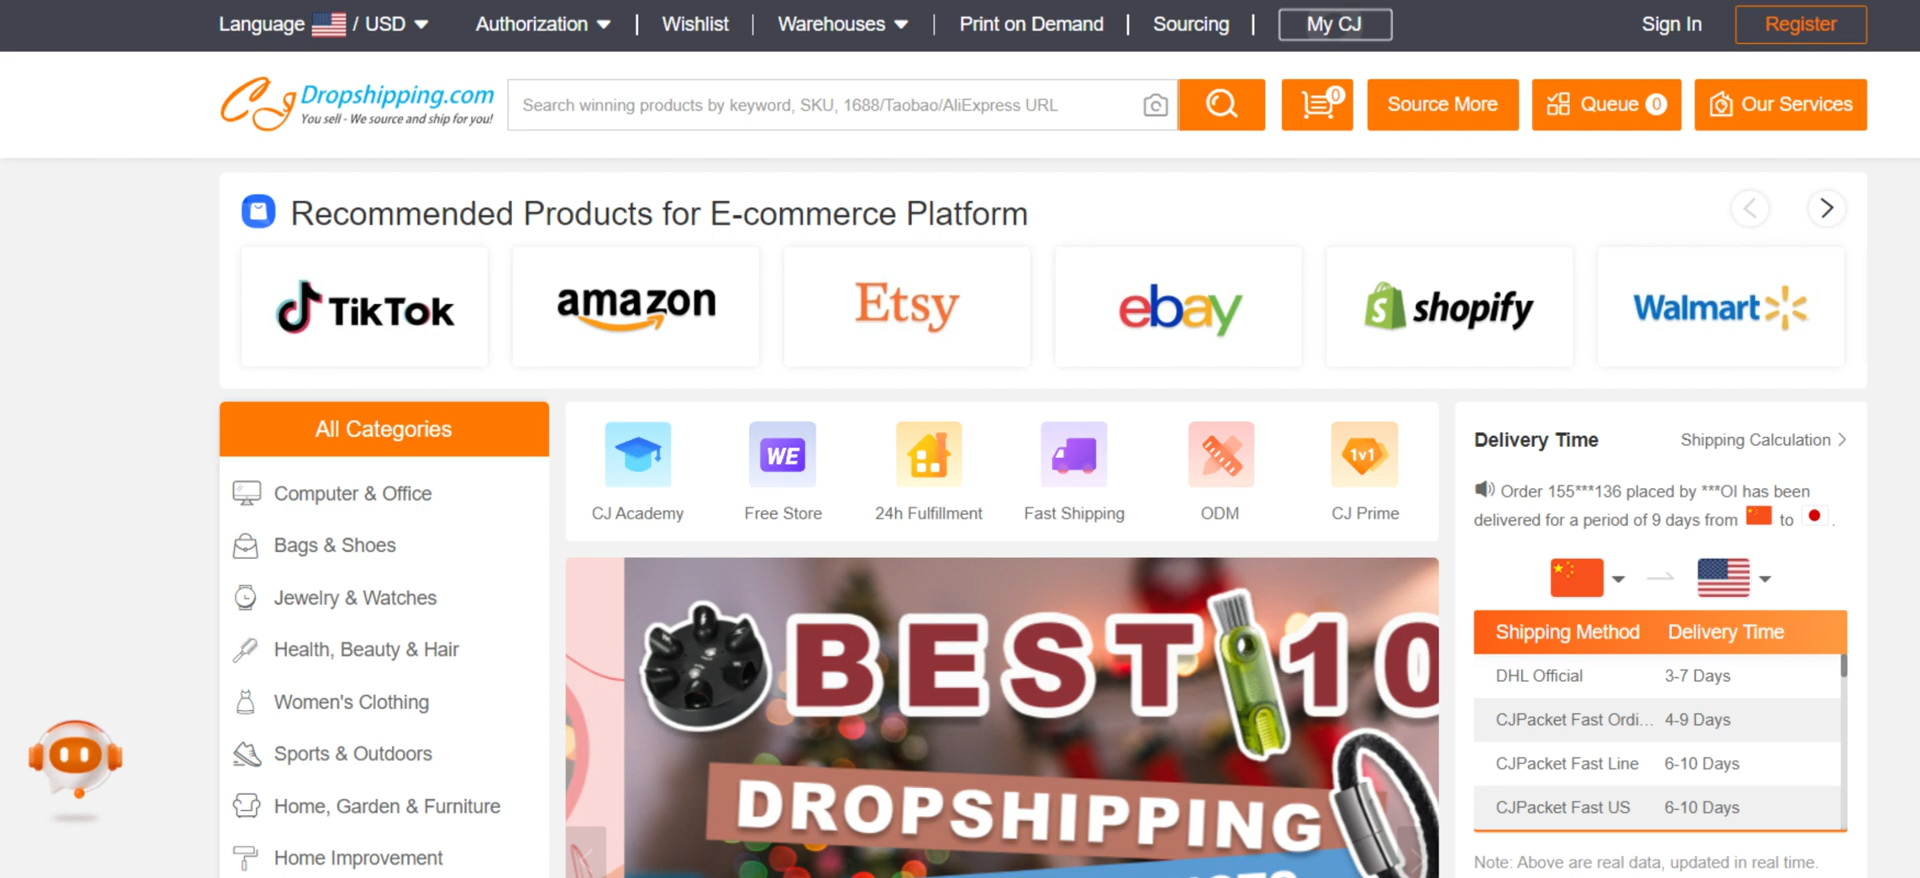 Language / USD Authorization Wishlist Warehouses Print on Demand Sourcing My CJ Sign In Register
CJ Dropshipping.com
You sell - We source and ship for you!
Search winning products by keyword, SKU, 1688/Taobao/AliExpress URL
0
Source More
Queue 0
Our Services
Recommended Products for E-commerce Platform
TikTok
amazon
Etsy
ebay
shopify
Walmart
All Categories
Computer & Office
Bags & Shoes
Jewelry & Watches
Health, Beauty & Hair
Women's Clothing
Sports & Outdoors
Home, Garden & Furniture
Home Improvement
WE
1v1
CJ Academy
Free Store
24h Fulfillment
Fast Shipping
ODM
CJ Prime
BEST 10
DROPSHIPPING
Delivery Time
Shipping Calculation >
Order 155***136 placed by ***OI has been
delivered for a period of 9 days from to .
Shipping Method Delivery Time
DHL Official 3-7 Days
CJPacket Fast Ordi... 4-9 Days
CJPacket Fast Line 6-10 Days
CJPacket Fast US 6-10 Days
Note: Above are real data, updated in real time.